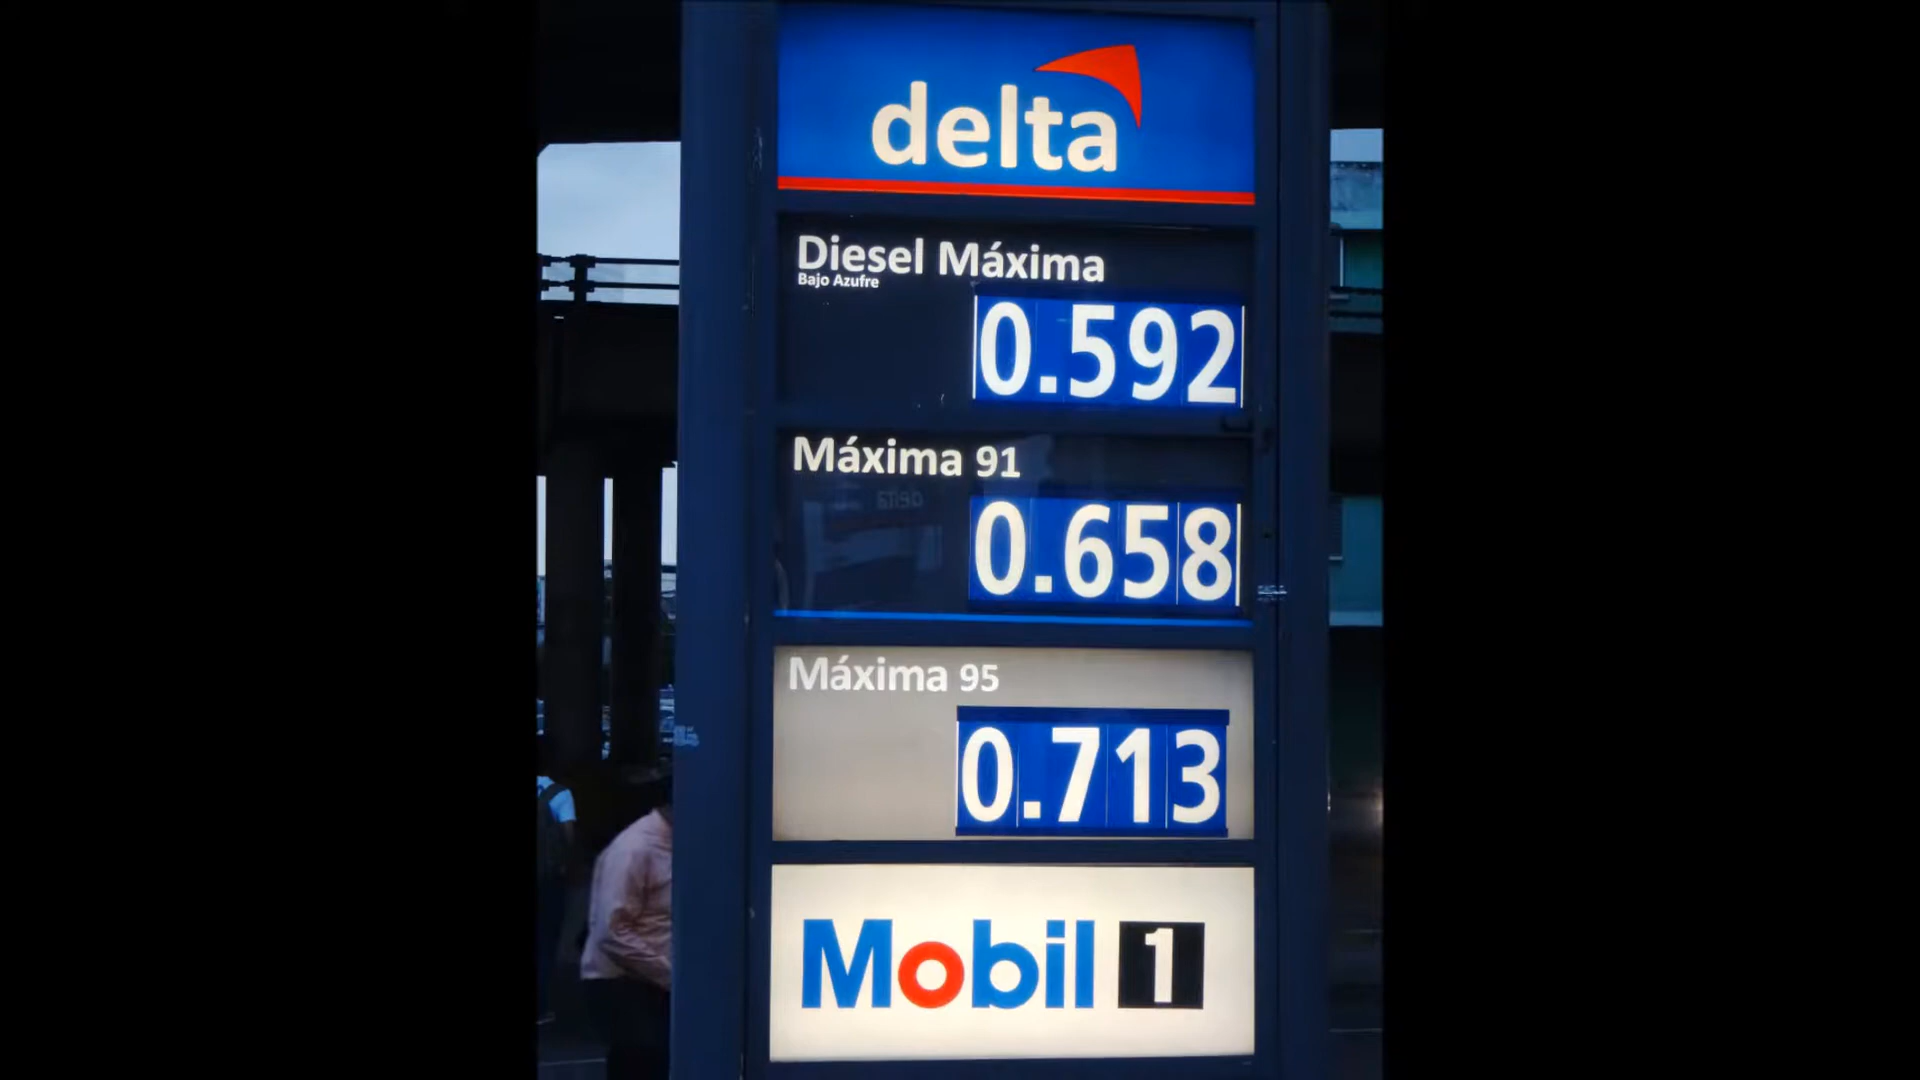 delta
Diesel Máxima
Bajo Azufre
0.592
Máxima 91
0.658
Máxima 95
0.713
Mobil 1